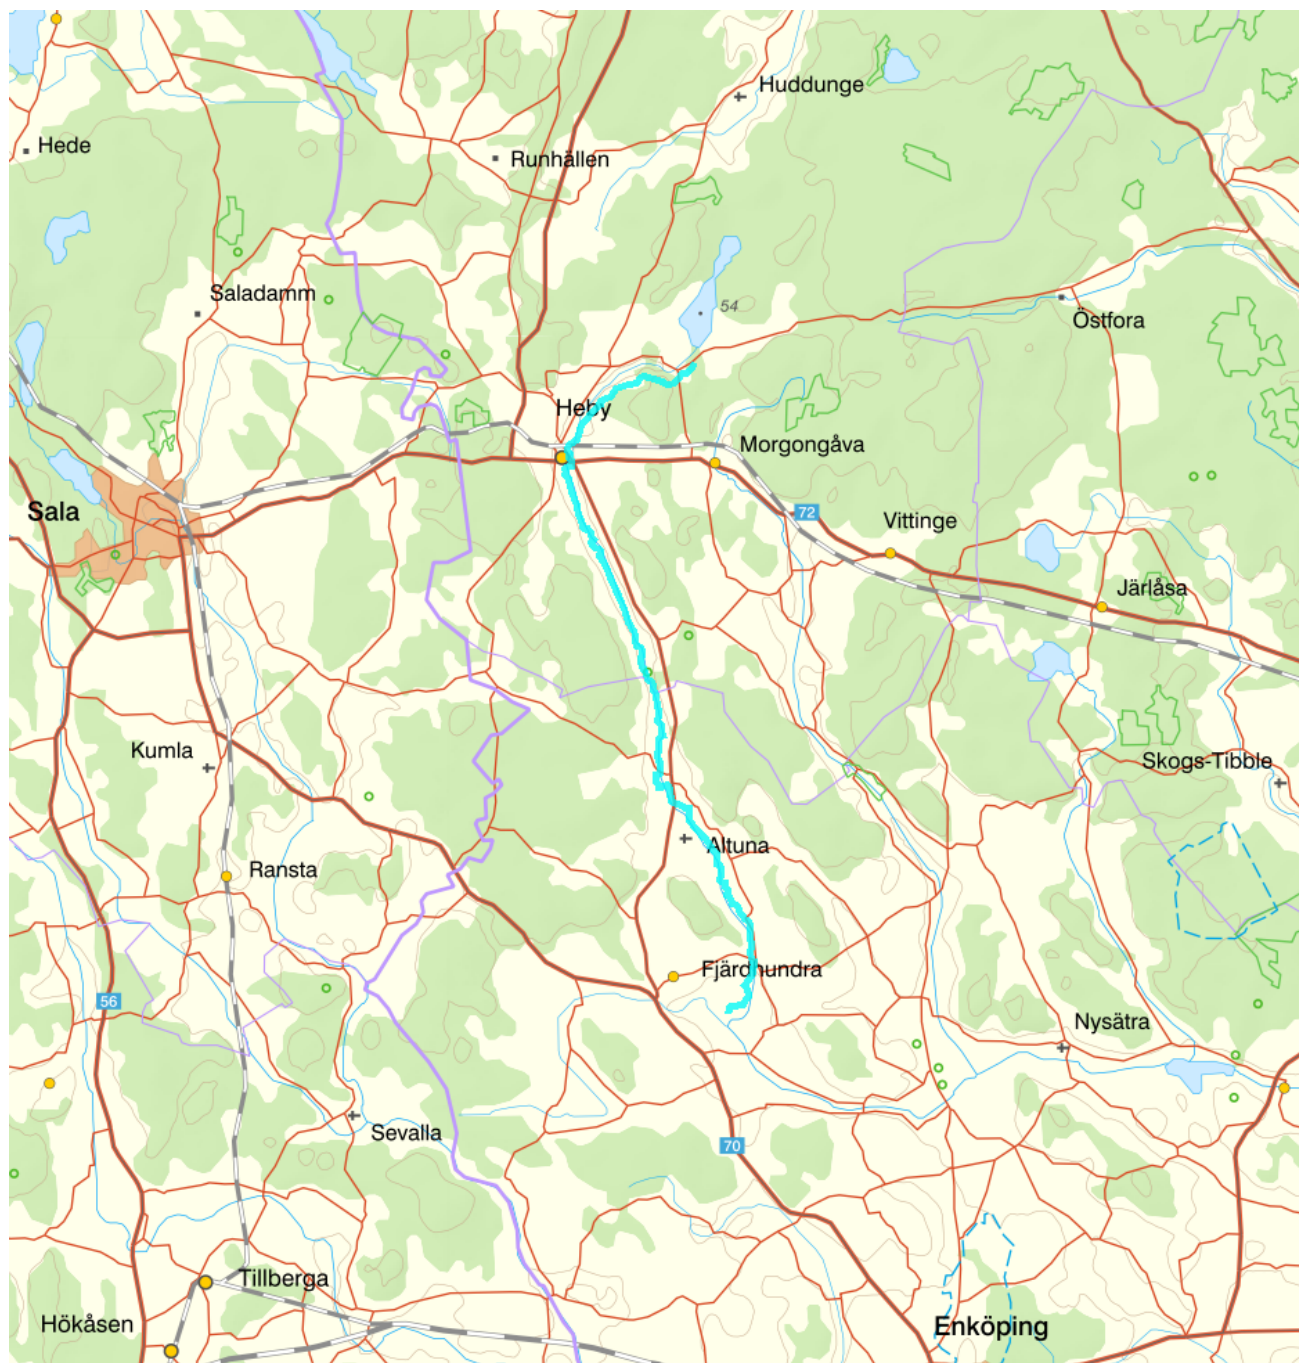 Huddunge
Hede
Runhällen
Saladamm
54
Östfora
Heby
Morgongåva
Sala
72
Vittinge
Järlåsa
Kumla
Skogs-Tibble
Altuna
Ransta
Fjärdhundra
56
Nysätra
Sevalla
70
Tillberga
Hökåsen
Enköping